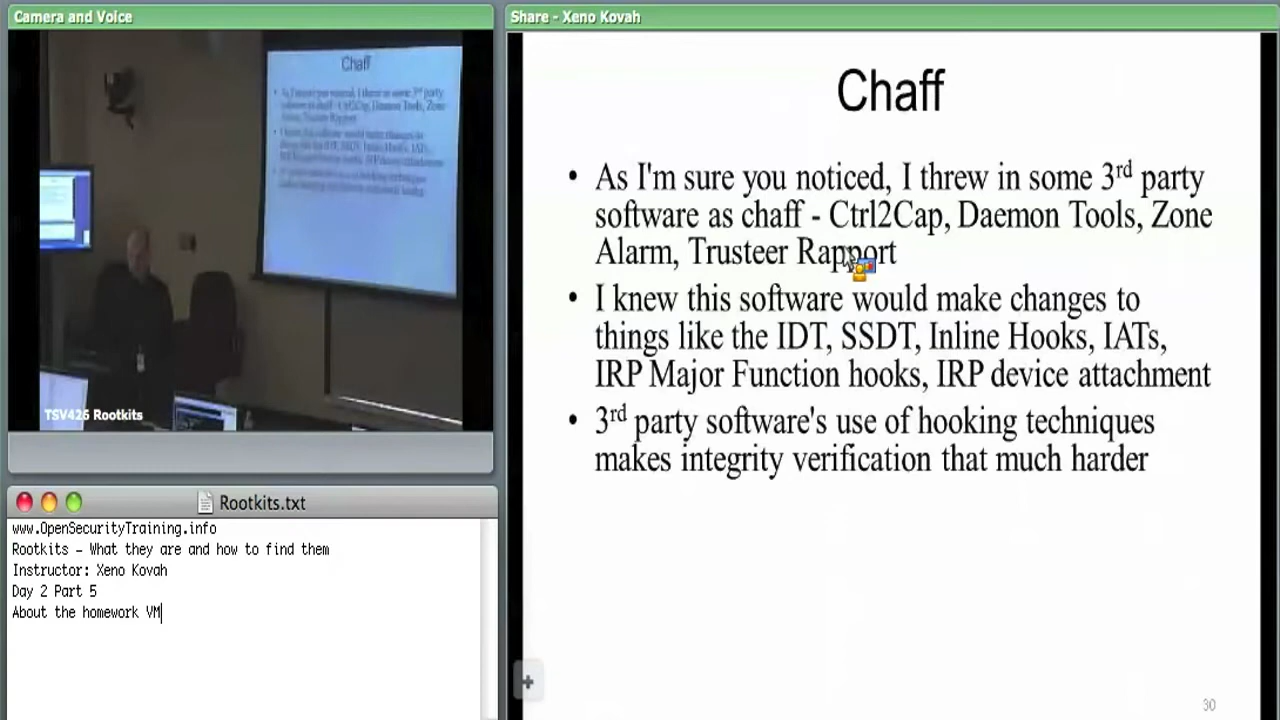 Camera and Voice
Chaff
TSV426 Rootkits
Rootkits.txt
www.OpenSecurityTraining.info
Rootkits - What they are and how to find them
Instructor: Xeno Kovah
Day 2 Part 5
About the homework VM
Share - Xeno Kovah
Chaff
• As I'm sure you noticed, I threw in some 3rd party
software as chaff - Ctrl2Cap, Daemon Tools, Zone
Alarm, Trusteer Rapport
• I knew this software would make changes to
things like the IDT, SSDT, Inline Hooks, IATs,
IRP Major Function hooks, IRP device attachment
• 3rd party software's use of hooking techniques
makes integrity verification that much harder
30